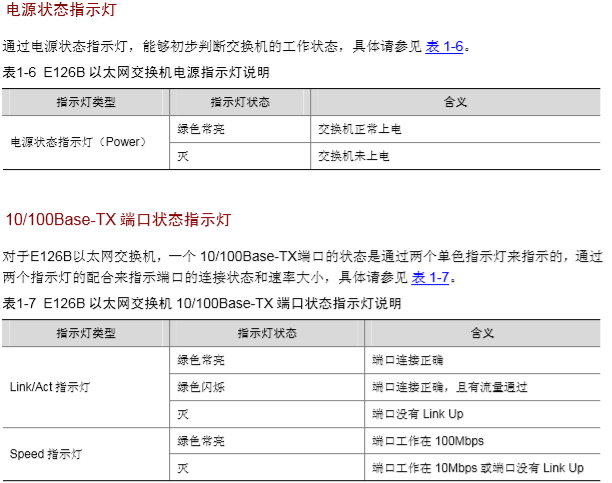 电源状态指示灯
通过电源状态指示灯，能够初步判断交换机的工作状态，具体请参见 表 1-6。
表1-6 E126B 以太网交换机电源指示灯说明
指示灯类型 指示灯状态 含义
电源状态指示灯（Power） 绿色常亮 交换机正常上电
灭 交换机未上电
10/100Base-TX 端口状态指示灯
对于E126B以太网交换机，一个 10/100Base-TX端口的状态是通过两个单色指示灯来指示的，通过
两个指示灯的配合来指示端口的连接状态和速率大小，具体请参见 表 1-7。
表1-7 E126B 以太网交换机 10/100Base-TX 端口状态指示灯说明
指示灯类型 指示灯状态 含义
Link/Act 指示灯 绿色常亮 端口连接正确
绿色闪烁 端口连接正确，且有流量通过
灭 端口没有 Link Up
Speed 指示灯 绿色常亮 端口工作在 100Mbps
灭 端口工作在 10Mbps 或端口没有 Link Up